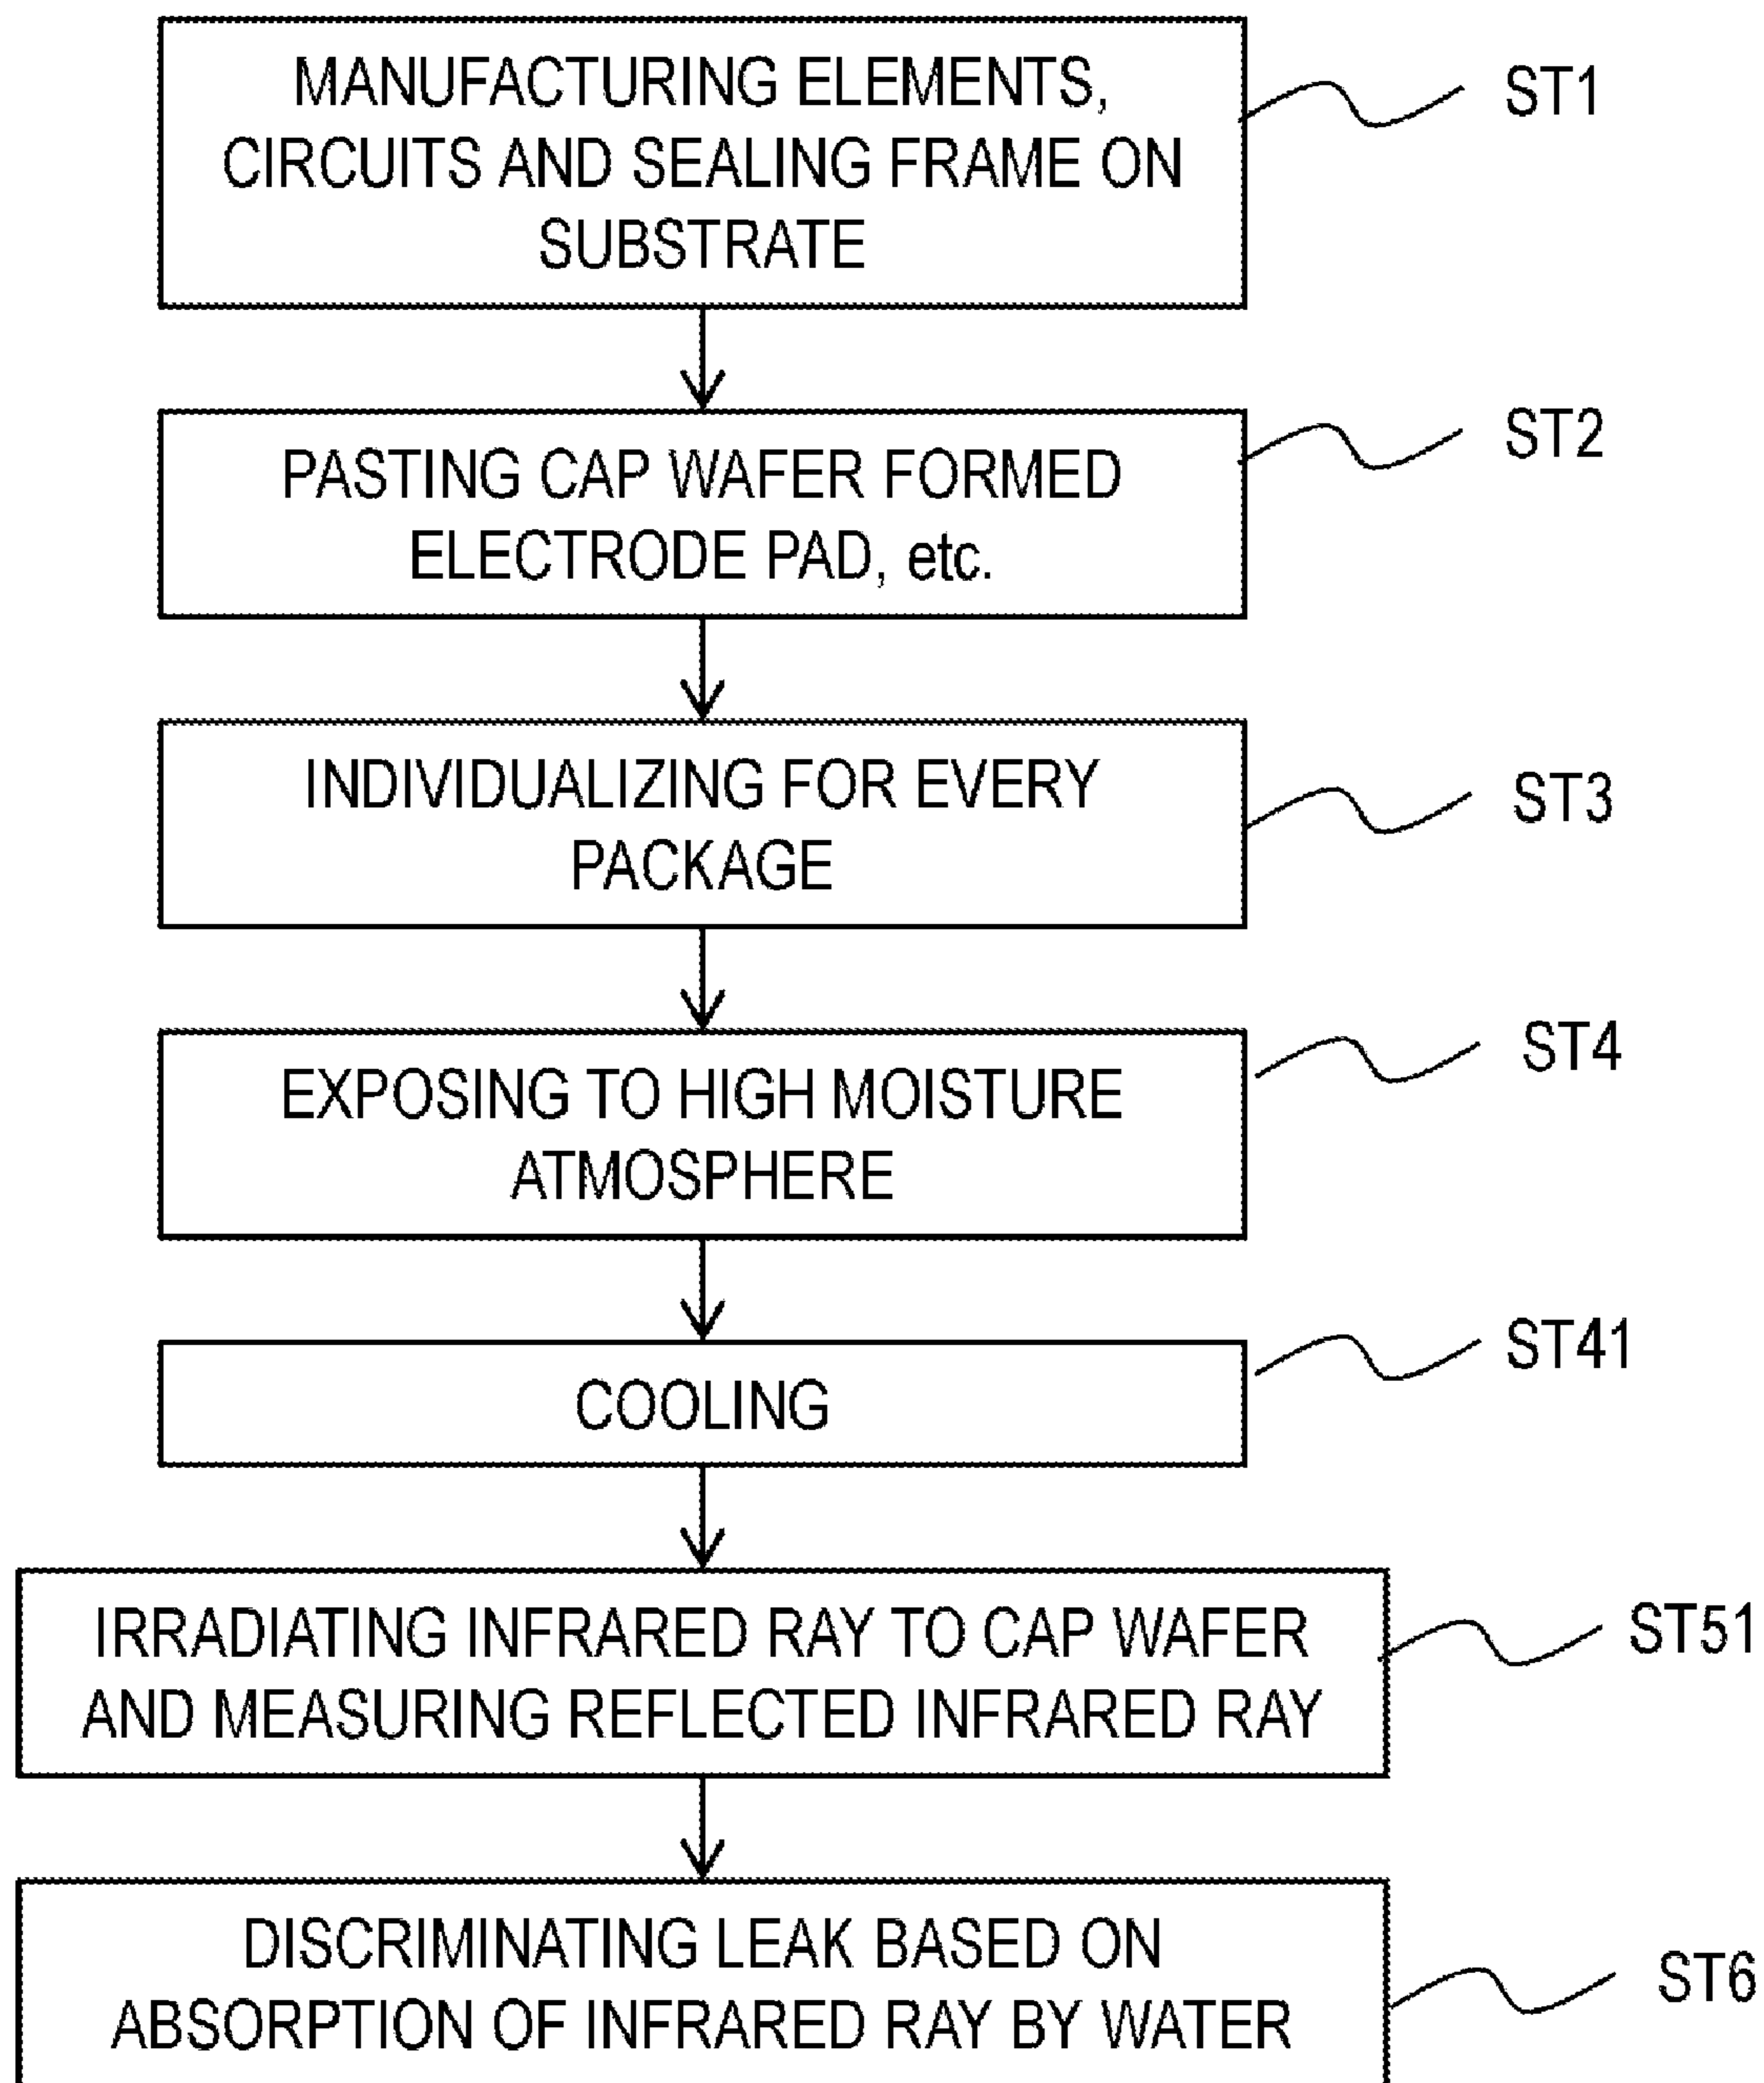 MANUFACTURING ELEMENTS,
CIRCUITS AND SEALING FRAME ON
SUBSTRATE
ST1
PASTING CAP WAFER FORMED
ELECTRODE PAD, etc.
ST2
INDIVIDUALIZING FOR EVERY
PACKAGE
ST3
EXPOSING TO HIGH MOISTURE
ATMOSPHERE
ST4
COOLING
ST41
IRRADIATING INFRARED RAY TO CAP WAFER
AND MEASURING REFLECTED INFRARED RAY
ST51
DISCRIMINATING LEAK BASED ON
ABSORPTION OF INFRARED RAY BY WATER
ST6